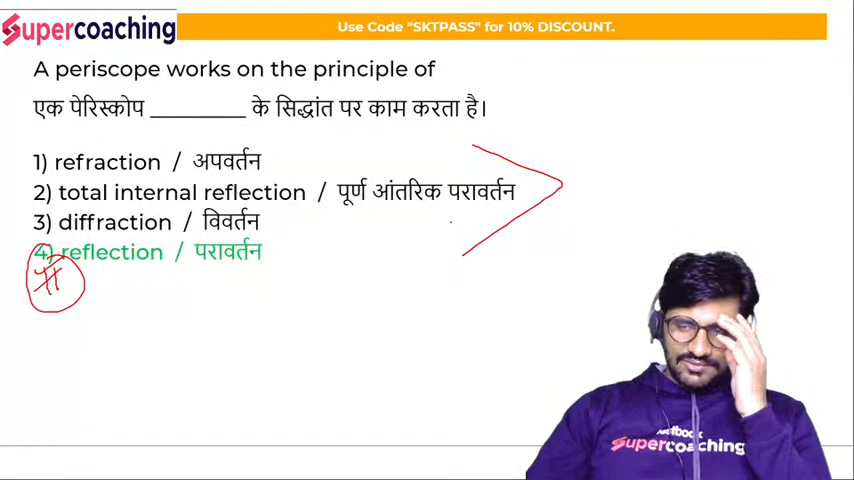 Supercoaching
Use Code "SKTPASS" for 10% DISCOUNT.
A periscope works on the principle of
एक पेरिस्कोप _________ के सिद्धांत पर काम करता है।
1) refraction / अपवर्तन
2) total internal reflection / पूर्ण आंतरिक परावर्तन
3) diffraction / विवर्तन
4) reflection / परावर्तन
Supercoaching